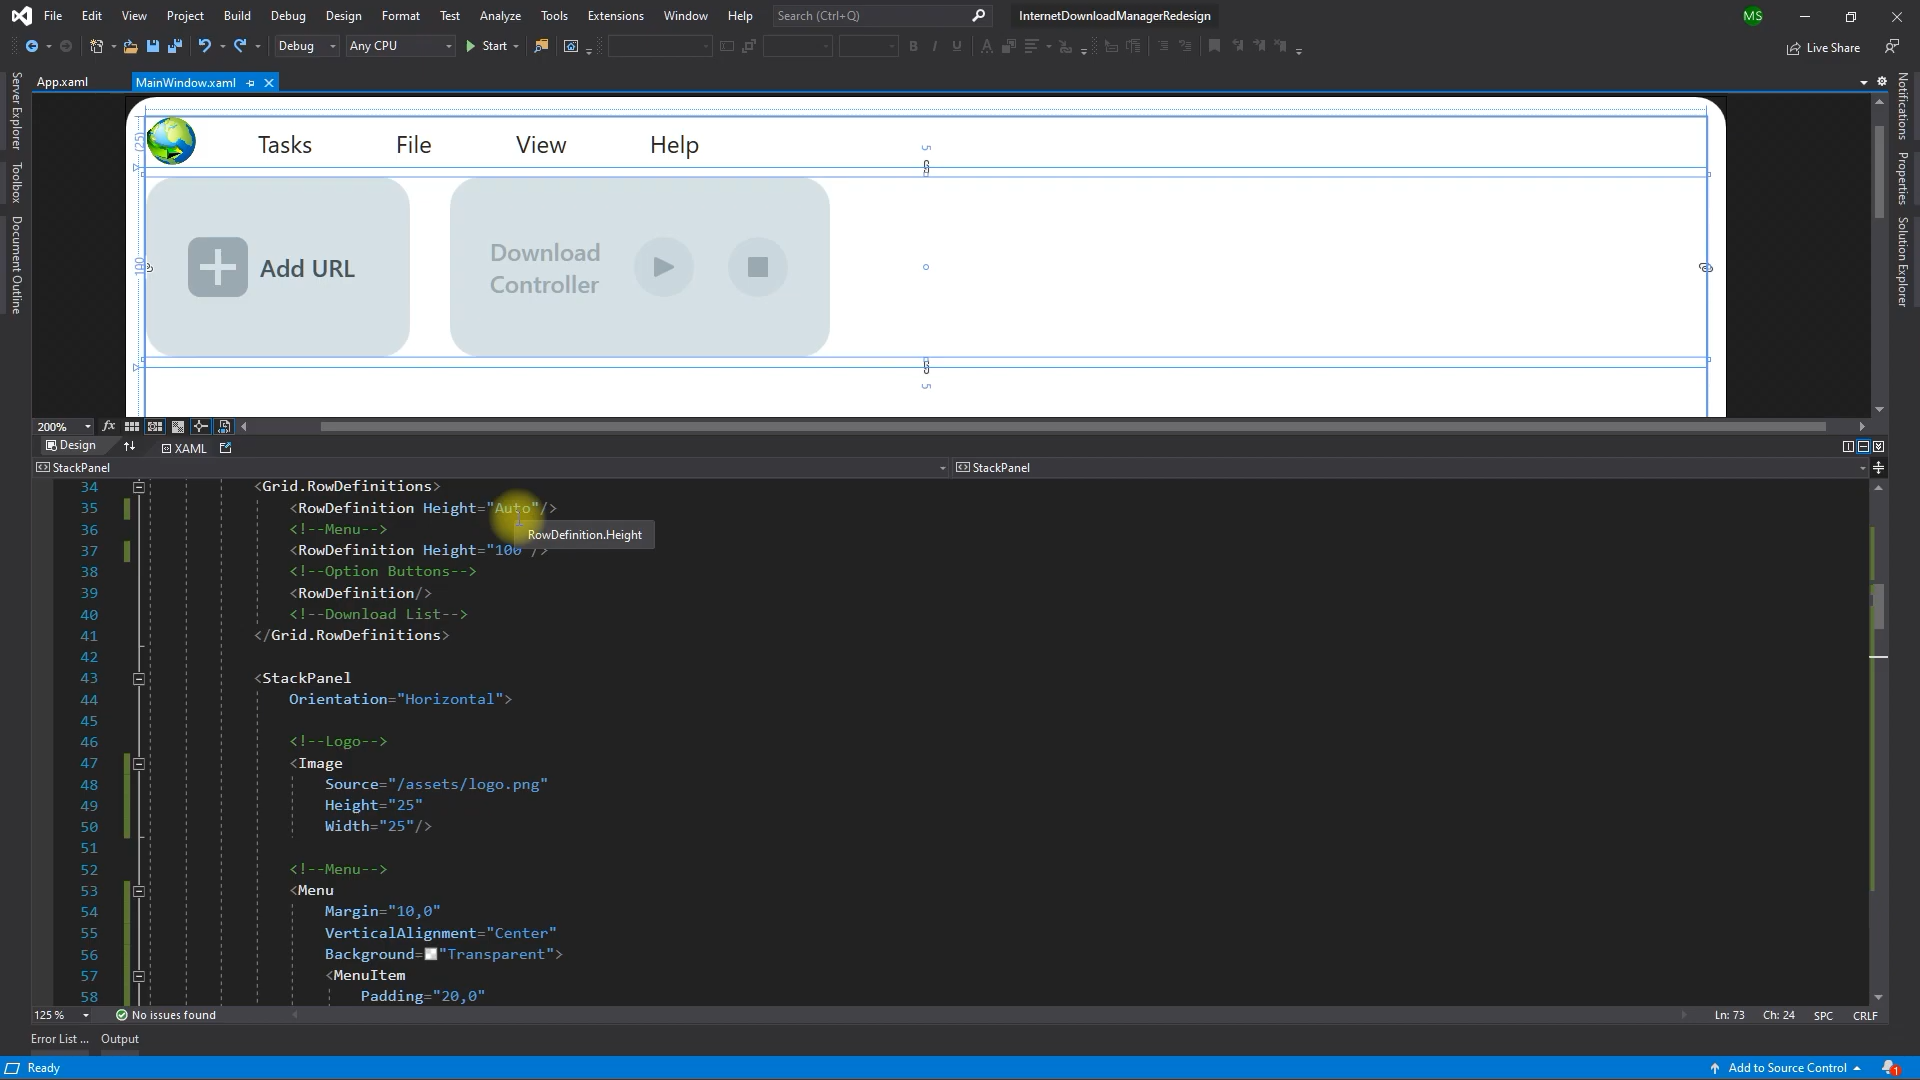 File Edit View Project Build Debug Design Format Test Analyze Tools Extensions Window Help Search (Ctrl+Q) InternetDownloadManagerRedesign MS
Debug Any CPU Start Live Share
App.xaml MainWindow.xaml
Server Explorer
Toolbox
Document Outline
Notifications
Properties
Solution Explorer
(25)
Tasks File View Help
5
100
Add URL
Download
Controller
5
200% fx
Design XAML
StackPanel StackPanel
34 <Grid.RowDefinitions>
35 <RowDefinition Height="Auto"/>
36 <!--Menu-->
RowDefinition.Height
37 <RowDefinition Height="100"/>
38 <!--Option Buttons-->
39 <RowDefinition/>
40 <!--Download List-->
41 </Grid.RowDefinitions>
42
43 <StackPanel
44 Orientation="Horizontal">
45
46 <!--Logo-->
47 <Image
48 Source="/assets/logo.png"
49 Height="25"
50 Width="25"/>
51
52 <!--Menu-->
53 <Menu
54 Margin="10,0"
55 VerticalAlignment="Center"
56 Background="Transparent">
57 <MenuItem
58 Padding="20,0"
125 % No issues found Ln: 73 Ch: 24 SPC CRLF
Error List ... Output
Ready Add to Source Control 1